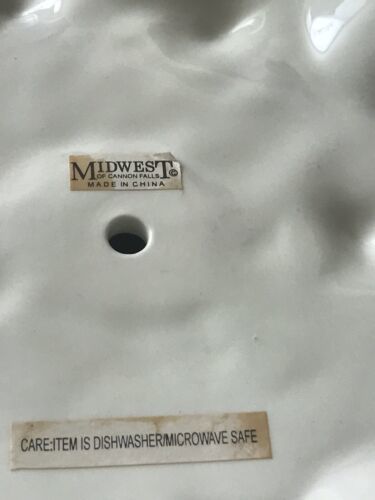 MIDWEST©
OF CANNON FALLS
MADE IN CHINA
CARE:ITEM IS DISHWASHER/MICROWAVE SAFE